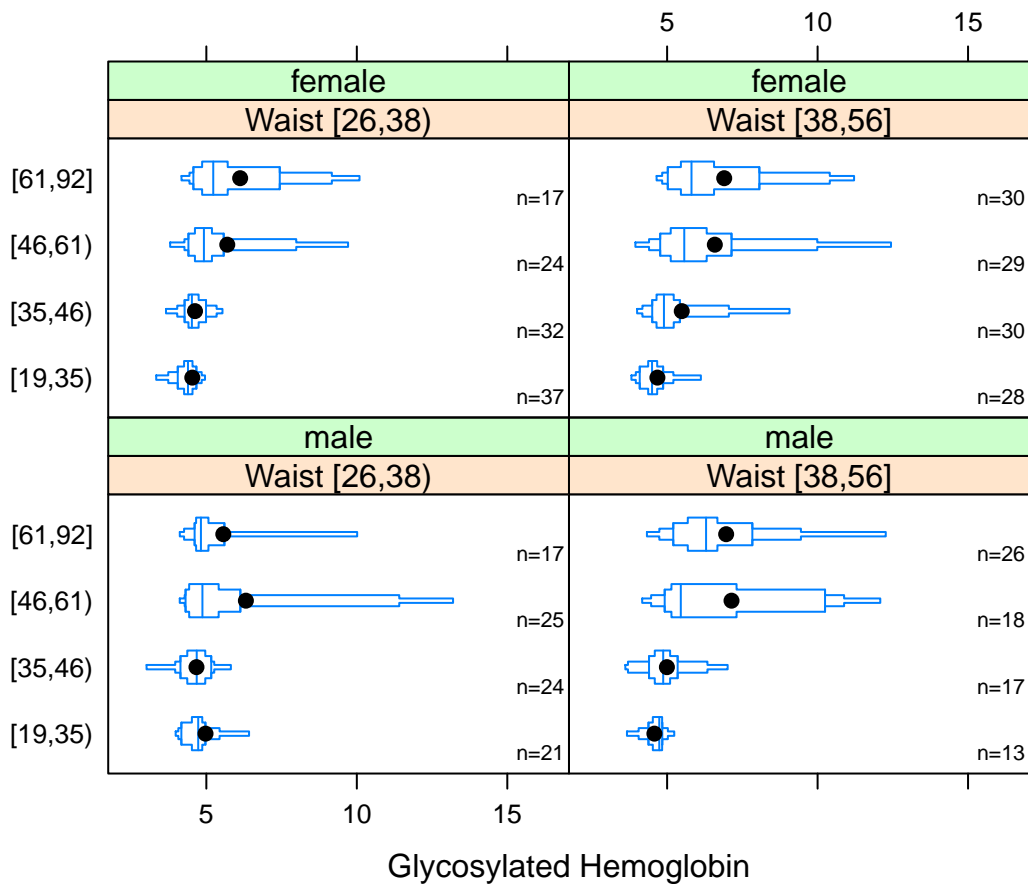 5 10 15
female female
Waist [26,38) Waist [38,56]
[61,92] n=17 n=30
[46,61) n=24 n=29
[35,46) n=32 n=30
[19,35) n=37 n=28
male male
Waist [26,38) Waist [38,56]
[61,92] n=17 n=26
[46,61) n=25 n=18
[35,46) n=24 n=17
[19,35) n=21 n=13
5 10 15
Glycosylated Hemoglobin